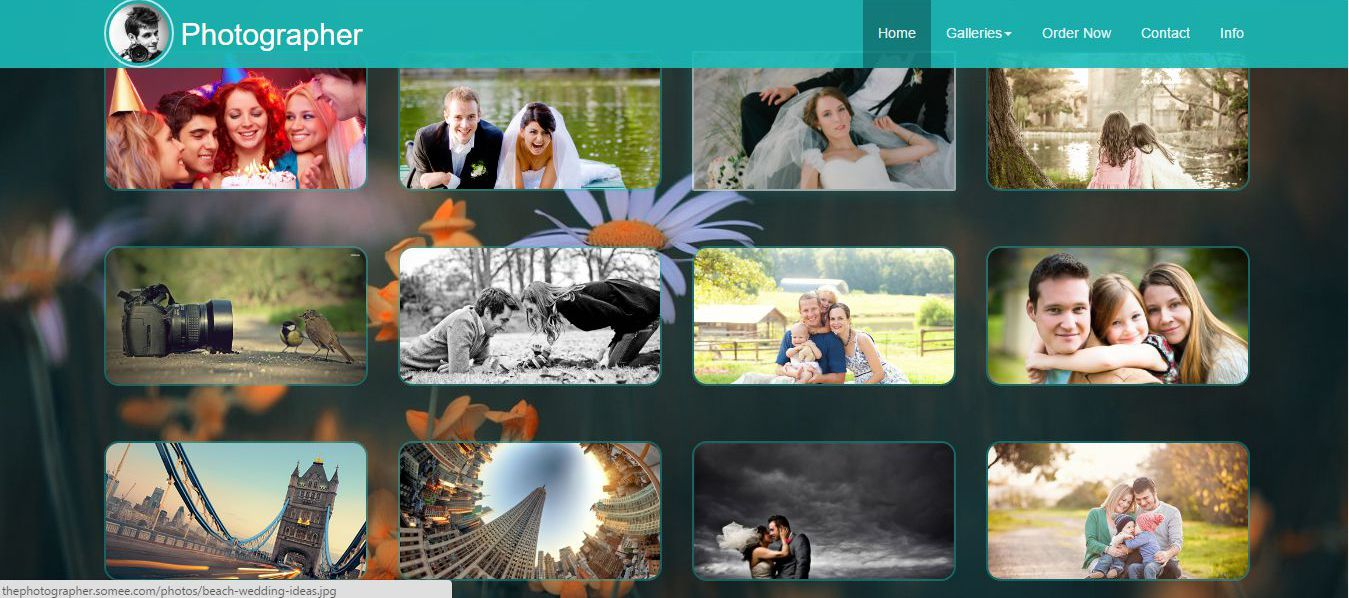 Photographer
Home Galleries Order Now Contact Info
thephotographer.somee.com/photos/beach-wedding-ideas.jpg